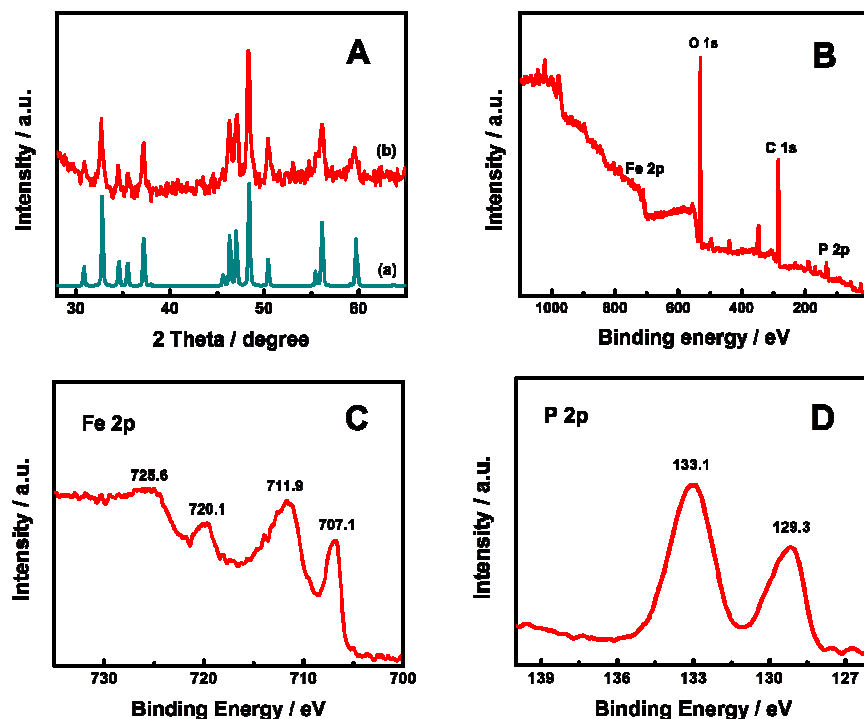 A
(b)
(a)
Intensity / a.u.
30 40 50 60
2 Theta / degree
B
O 1s
C 1s
Fe 2p
P 2p
Intensity / a.u.
1000 800 600 400 200
Binding energy / eV
Fe 2p
C
725.6
720.1
711.9
707.1
Intensity / a.u.
730 720 710 700
Binding Energy / eV
P 2p
D
133.1
129.3
Intensity / a.u.
139 136 133 130 127
Binding Energy / eV